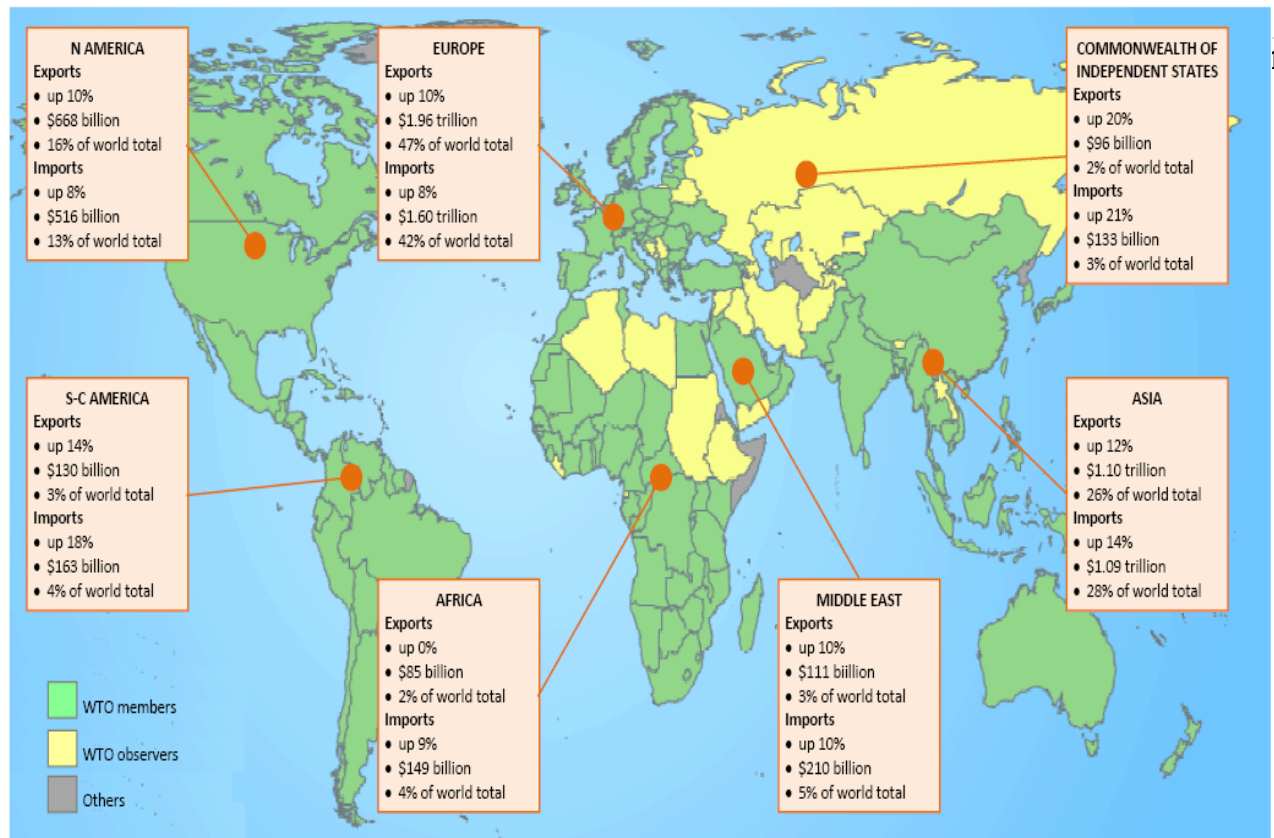 N AMERICA
Exports
• up 10%
• $668 billion
• 16% of world total
Imports
• up 8%
• $516 billion
• 13% of world total
EUROPE
Exports
• up 10%
• $1.96 trillion
• 47% of world total
Imports
• up 8%
• $1.60 trillion
• 42% of world total
COMMONWEALTH OF
INDEPENDENT STATES
Exports
• up 20%
• $96 billion
• 2% of world total
Imports
• up 21%
• $133 billion
• 3% of world total
S-C AMERICA
Exports
• up 14%
• $130 billion
• 3% of world total
Imports
• up 18%
• $163 billion
• 4% of world total
AFRICA
Exports
• up 0%
• $85 billion
• 2% of world total
Imports
• up 9%
• $149 billion
• 4% of world total
MIDDLE EAST
Exports
• up 10%
• $111 biillion
• 3% of world total
Imports
• up 10%
• $210 billion
• 5% of world total
ASIA
Exports
• up 12%
• $1.10 trillion
• 26% of world total
Imports
• up 14%
• $1.09 trillion
• 28% of world total
WTO members
WTO observers
Others